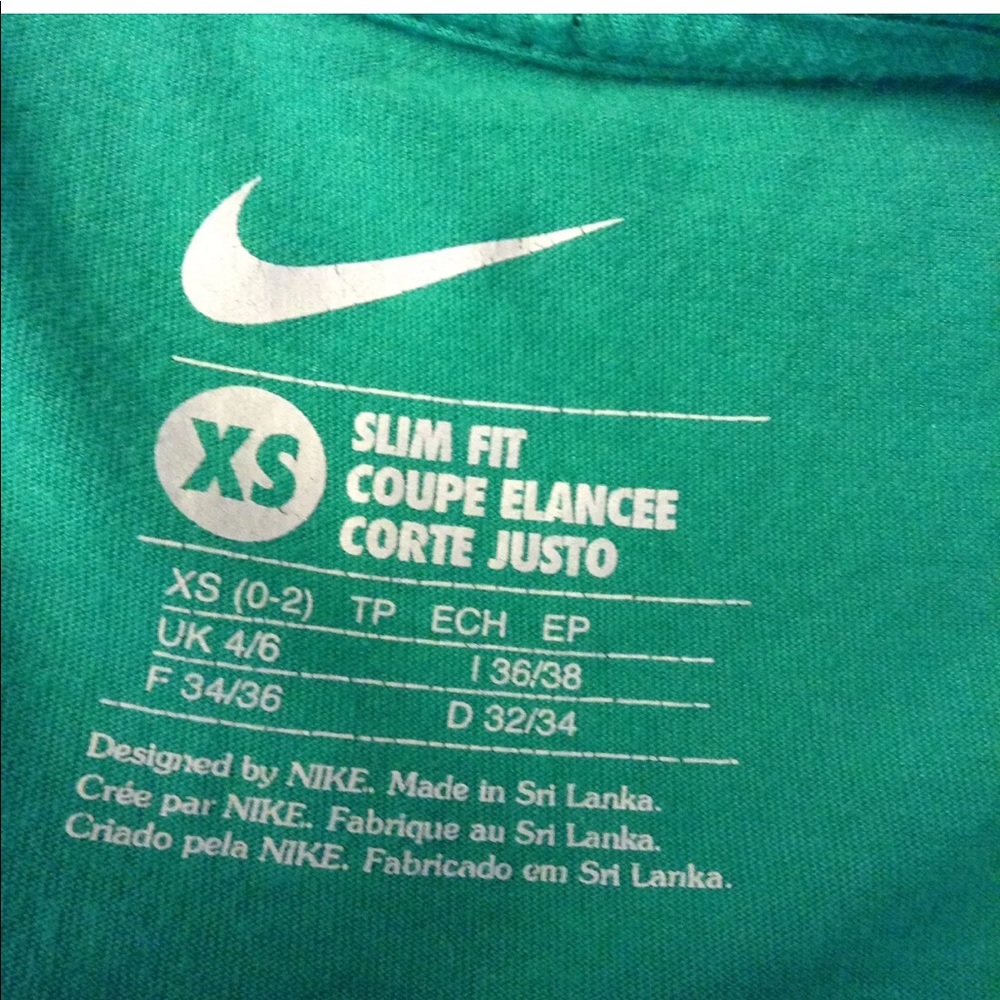 XS
SLIM FIT
COUPE ELANCEE
CORTE JUSTO
XS (0-2) TP ECH EP
UK 4/6 I 36/38
F 34/36 D 32/34
Designed by NIKE. Made in Sri Lanka.
Crée par NIKE. Fabrique au Sri Lanka.
Criado pela NIKE. Fabricado em Sri Lanka.